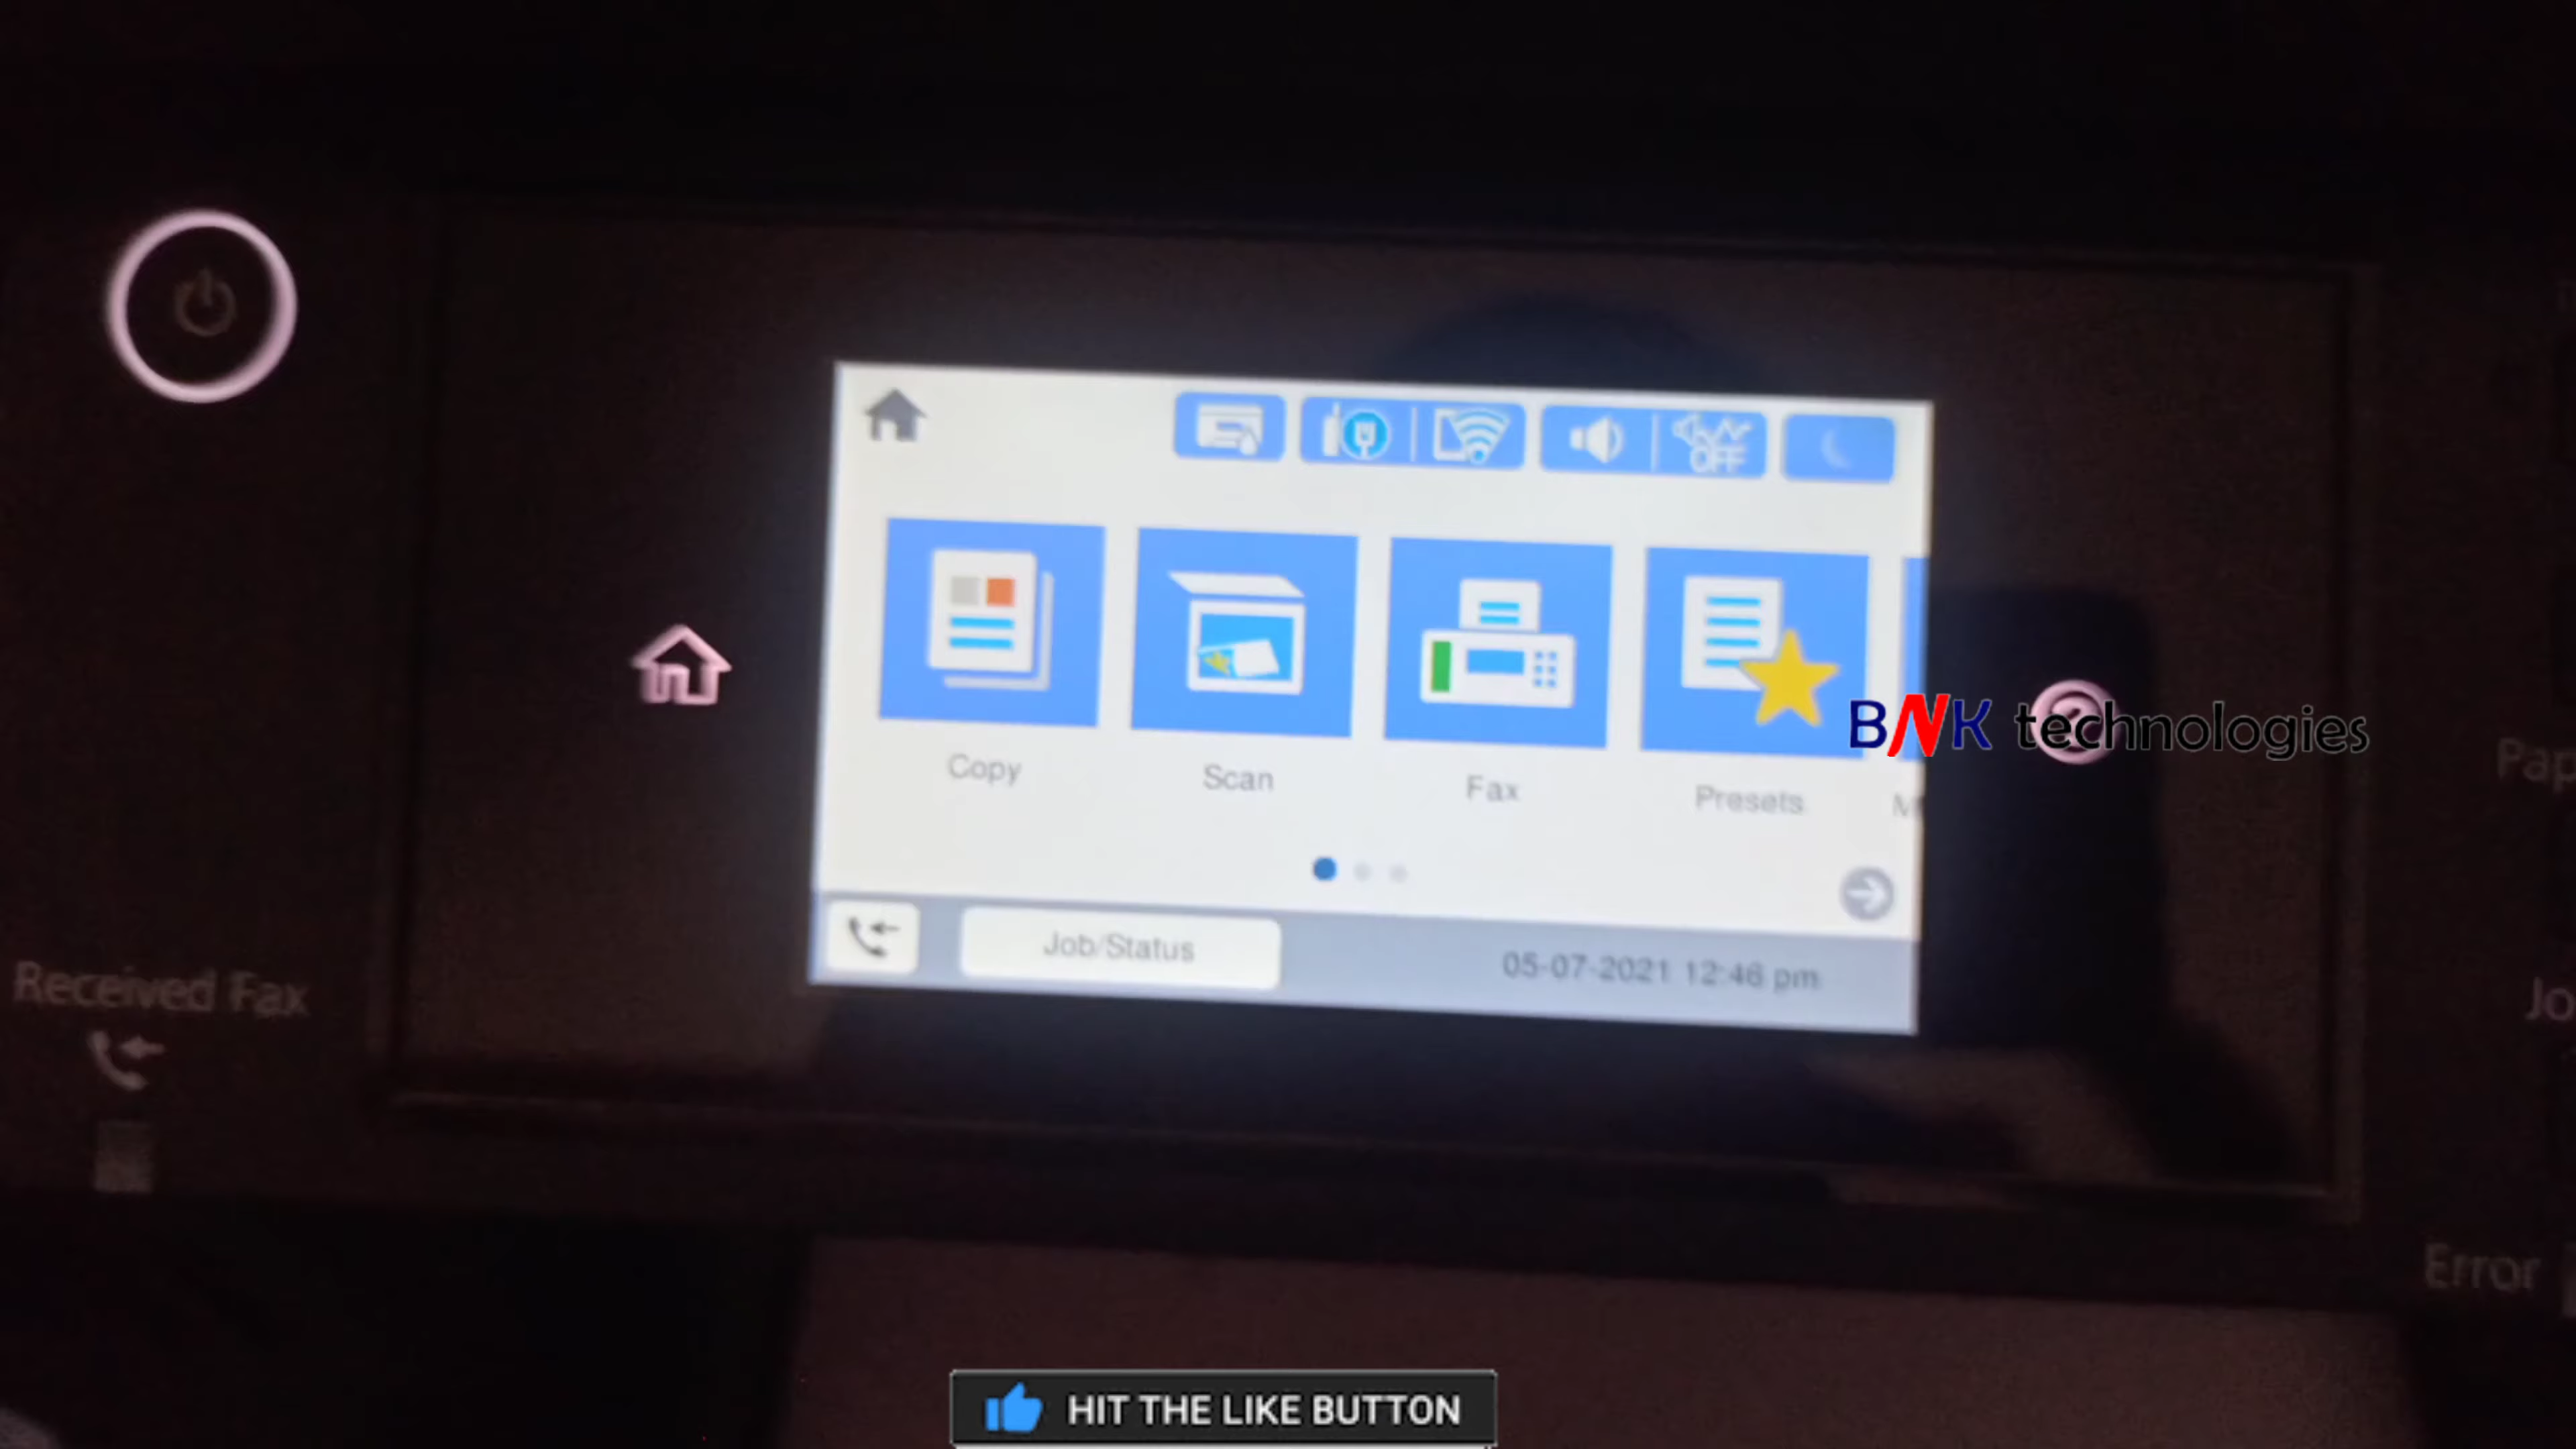 OFF
Copy
Scan
Fax
Presets
BNK technologies
Job/Status
05-07-2021 12:46 pm
Received Fax
Error
HIT THE LIKE BUTTON